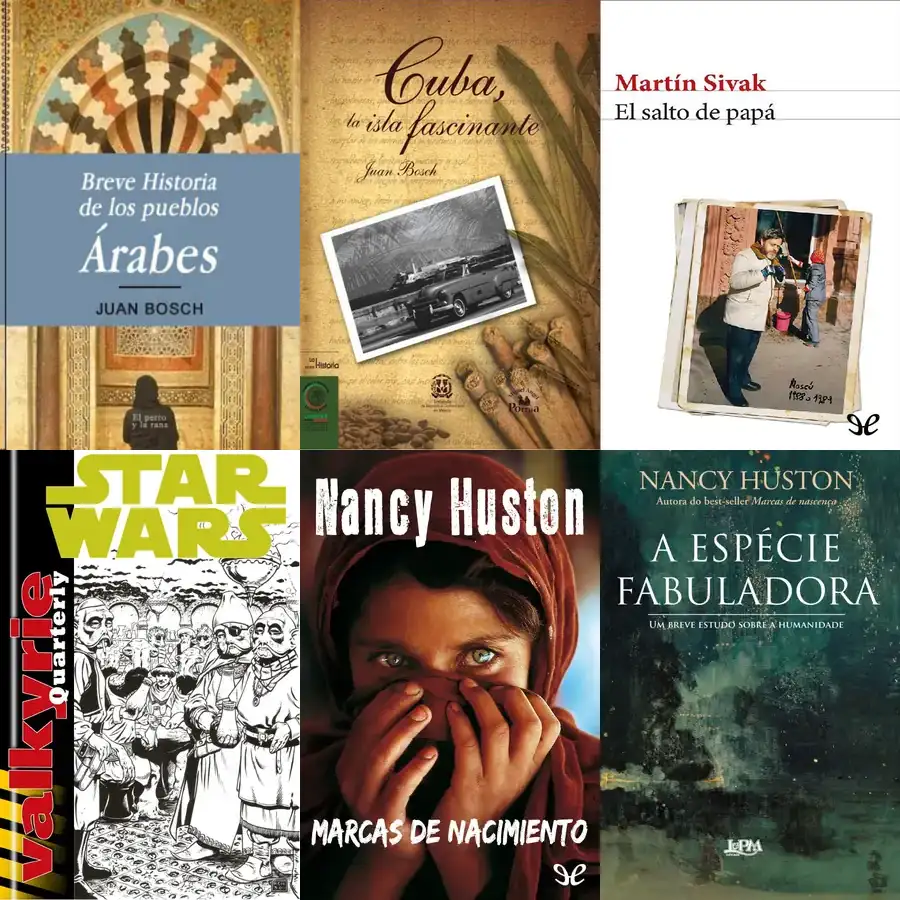 Breve Historia
de los pueblos
Árabes
JUAN BOSCH
El perro
y la rana
Cuba,
la isla fascinante
Juan Bosch
Historia
Martín Sivak
El salto de papá
Moscú
STAR
WARS
valkyrie
Quarterly
Nancy Huston
MARCAS DE NACIMIENTO
NANCY HUSTON
Autora do best-seller Marcas de nascença
A ESPÉCIE
FABULADORA
UM BREVE ESTUDO SOBRE A HUMANIDADE
L&PM